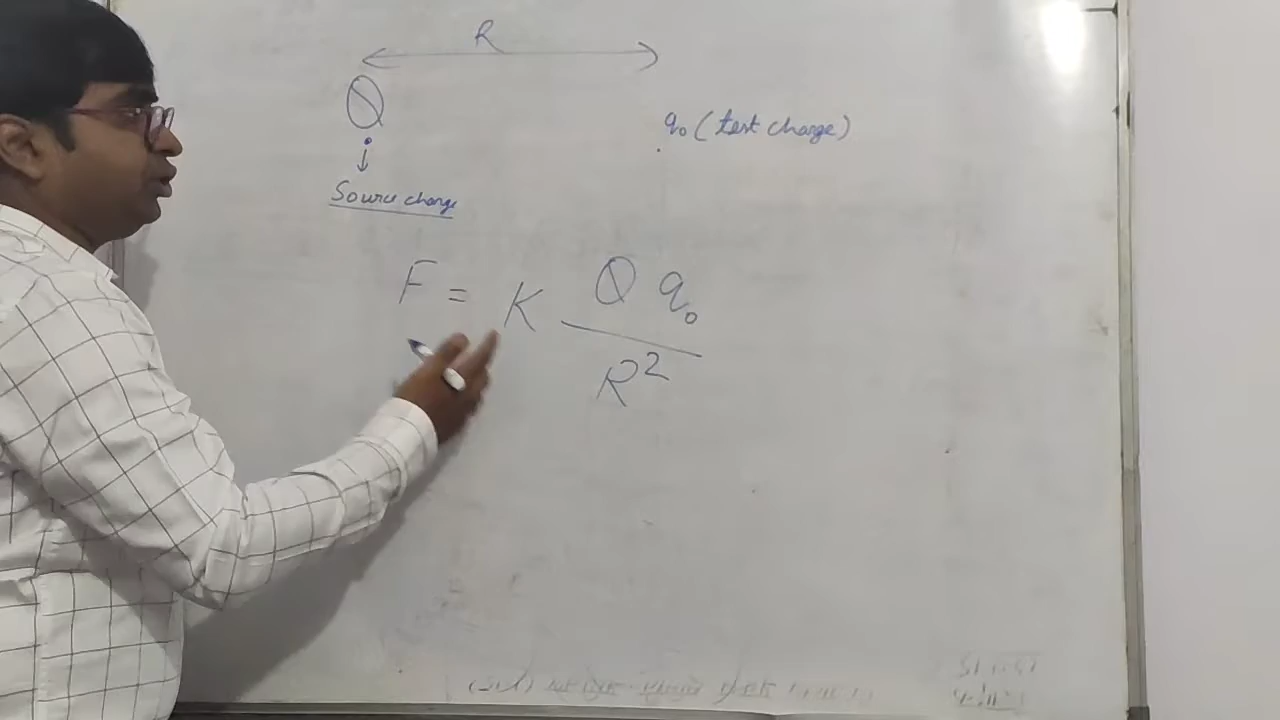 R
Q
q₀ (test charge)
Source charge
F = K Q q₀ / R²